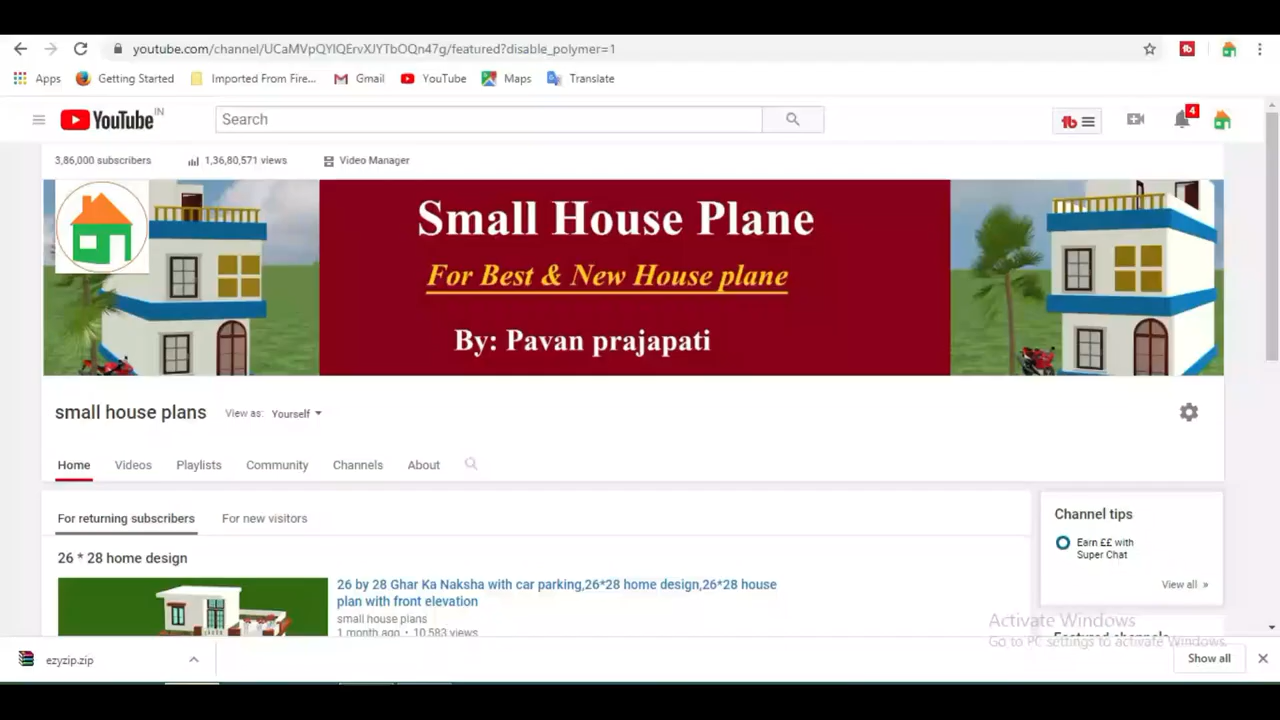 youtube.com/channel/UCaMVpQYlQErvXJYTbOQn47g/featured?disable_polymer=1
Apps Getting Started Imported From Fire... Gmail YouTube Maps Translate
YouTube IN Search 4
3,86,000 subscribers 1,36,80,571 views Video Manager
Small House Plane
For Best & New House plane
By: Pavan prajapati
small house plans View as: Yourself
Home Videos Playlists Community Channels About
For returning subscribers For new visitors
Channel tips
Earn ££ with
Super Chat
View all »
26 * 28 home design
26 by 28 Ghar Ka Naksha with car parking,26*28 home design,26*28 house
plan with front elevation
small house plans
1 month ago • 10,583 views
Activate Windows
Go to PC settings to activate Windows.
Featured channels
ezyzip.zip Show all